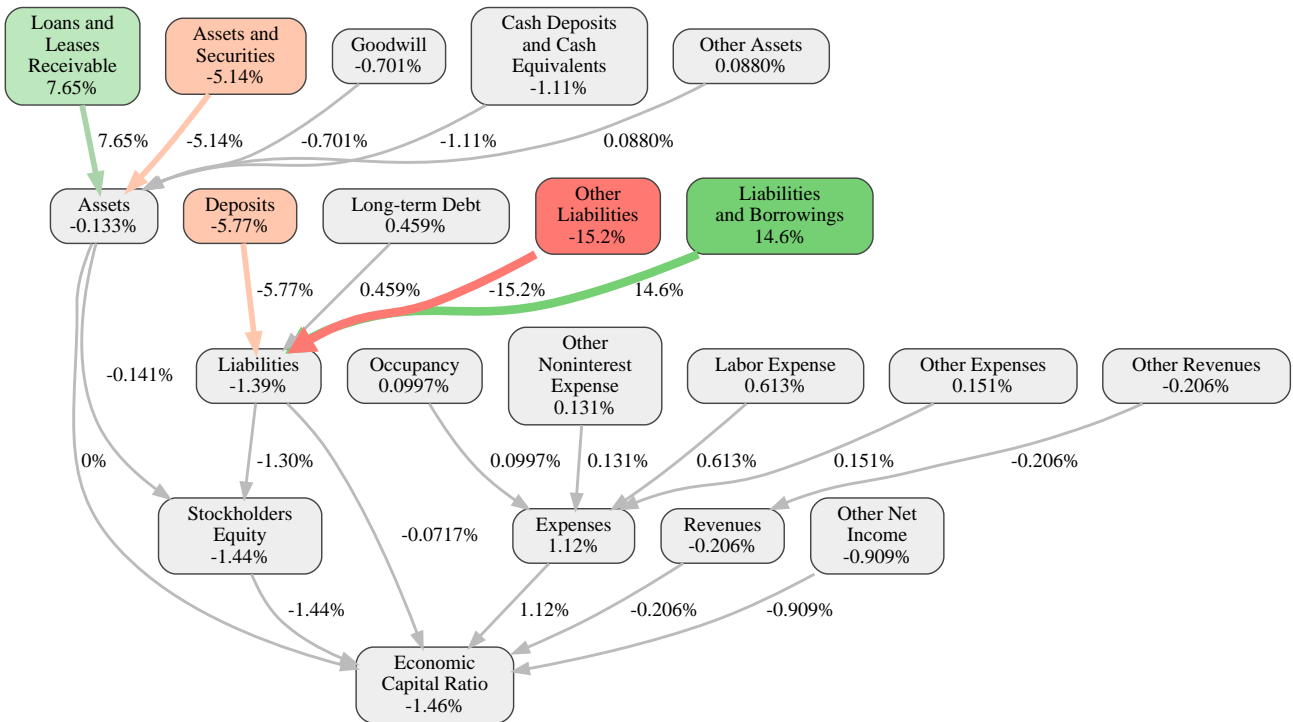 Loans and
Leases
Receivable
7.65%
Assets and
Securities
-5.14%
Goodwill
-0.701%
Cash Deposits
and Cash
Equivalents
-1.11%
Other Assets
0.0880%
7.65%
-5.14%
-0.701%
-1.11%
0.0880%
Assets
-0.133%
Deposits
-5.77%
Long-term Debt
0.459%
Other
Liabilities
-15.2%
Liabilities
and Borrowings
14.6%
-5.77%
0.459%
-15.2%
14.6%
-0.141%
Liabilities
-1.39%
Occupancy
0.0997%
Other
Noninterest
Expense
0.131%
Labor Expense
0.613%
Other Expenses
0.151%
Other Revenues
-0.206%
0%
-1.30%
0.0997%
0.131%
0.613%
0.151%
-0.206%
Stockholders
Equity
-1.44%
-0.0717%
Expenses
1.12%
Revenues
-0.206%
Other Net
Income
-0.909%
-1.44%
1.12%
-0.206%
-0.909%
Economic
Capital Ratio
-1.46%